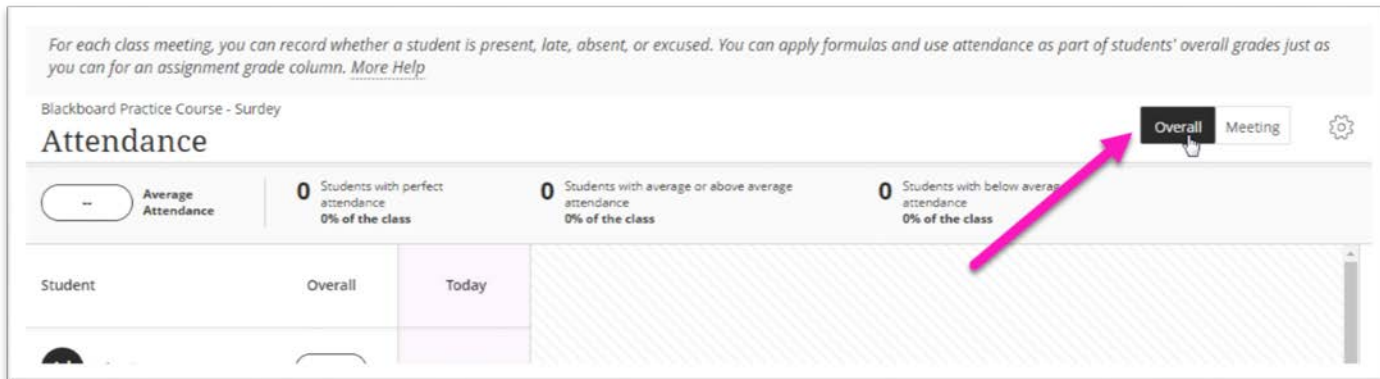 For each class meeting, you can record whether a student is present, late, absent, or excused. You can apply formulas and use attendance as part of students' overall grades just as
you can for an assignment grade column. More Help
Blackboard Practice Course - Surdey
Attendance
Overall Meeting
--
Average
Attendance
0 Students with perfect
attendance
0% of the class
0 Students with average or above average
attendance
0% of the class
0 Students with below average
attendance
0% of the class
Student Overall Today